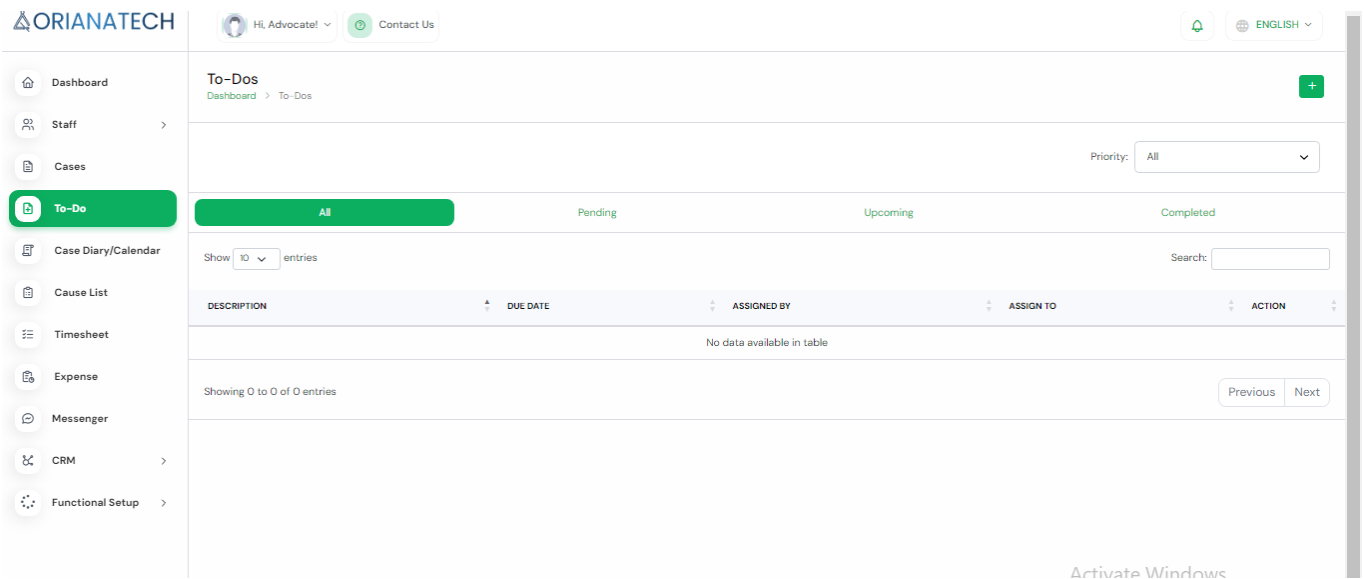 ORIANATECH
Hi, Advocate!
Contact Us
ENGLISH
Dashboard
Staff
Cases
To-Do
Case Diary/Calendar
Cause List
Timesheet
Expense
Messenger
CRM
Functional Setup
To-Dos
Dashboard > To-Dos
+
Priority: All
All Pending Upcoming Completed
Show 10 entries
Search:
DESCRIPTION DUE DATE ASSIGNED BY ASSIGN TO ACTION
No data available in table
Showing 0 to 0 of 0 entries
Previous Next
Activate Windows